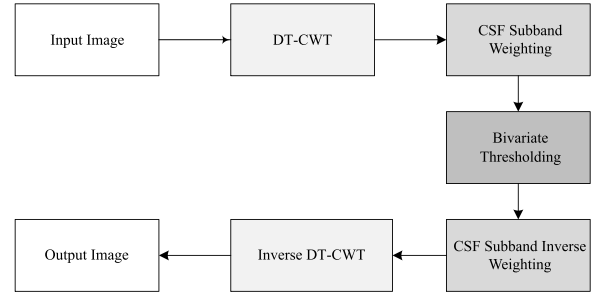 Input Image
DT-CWT
CSF Subband
Weighting
Bivariate
Thresholding
CSF Subband Inverse
Weighting
Inverse DT-CWT
Output Image